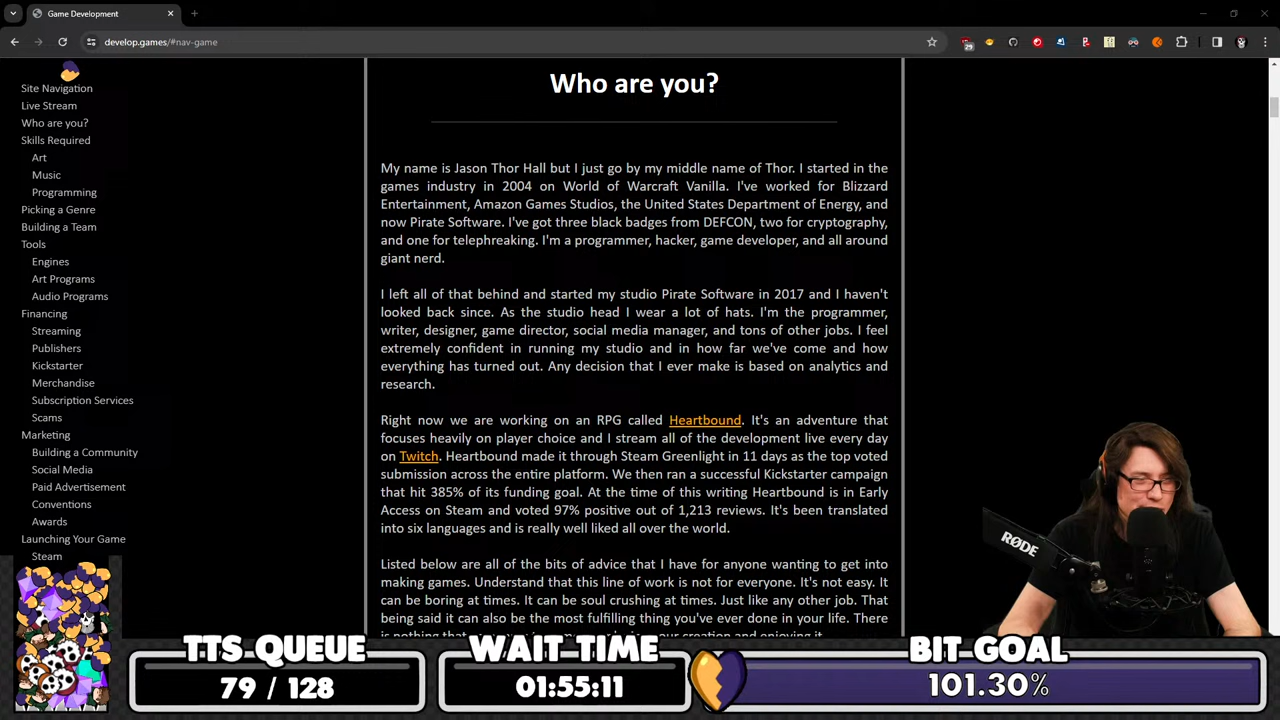 Game Development
develop.games/#nav-game
29
Site Navigation
Live Stream
Who are you?
Skills Required
Art
Music
Programming
Picking a Genre
Building a Team
Tools
Engines
Art Programs
Audio Programs
Financing
Streaming
Publishers
Kickstarter
Merchandise
Subscription Services
Scams
Marketing
Building a Community
Social Media
Paid Advertisement
Conventions
Awards
Launching Your Game
Steam
Who are you?
My name is Jason Thor Hall but I just go by my middle name of Thor. I started in the
games industry in 2004 on World of Warcraft Vanilla. I've worked for Blizzard
Entertainment, Amazon Games Studios, the United States Department of Energy, and
now Pirate Software. I've got three black badges from DEFCON, two for cryptography,
and one for telephreaking. I'm a programmer, hacker, game developer, and all around
giant nerd.
I left all of that behind and started my studio Pirate Software in 2017 and I haven't
looked back since. As the studio head I wear a lot of hats. I'm the programmer,
writer, designer, game director, social media manager, and tons of other jobs. I feel
extremely confident in running my studio and in how far we've come and how
everything has turned out. Any decision that I ever make is based on analytics and
research.
Right now we are working on an RPG called Heartbound. It's an adventure that
focuses heavily on player choice and I stream all of the development live every day
on Twitch. Heartbound made it through Steam Greenlight in 11 days as the top voted
submission across the entire platform. We then ran a successful Kickstarter campaign
that hit 385% of its funding goal. At the time of this writing Heartbound is in Early
Access on Steam and voted 97% positive out of 1,213 reviews. It's been translated
into six languages and is really well liked all over the world.
Listed below are all of the bits of advice that I have for anyone wanting to get into
making games. Understand that this line of work is not for everyone. It's not easy. It
can be boring at times. It can be soul crushing at times. Just like any other job. That
being said it can also be the most fulfilling thing you've ever done in your life. There
RØDE
TTS QUEUE
79 / 128
WAIT TIME
01:55:11
BIT GOAL
101.30%